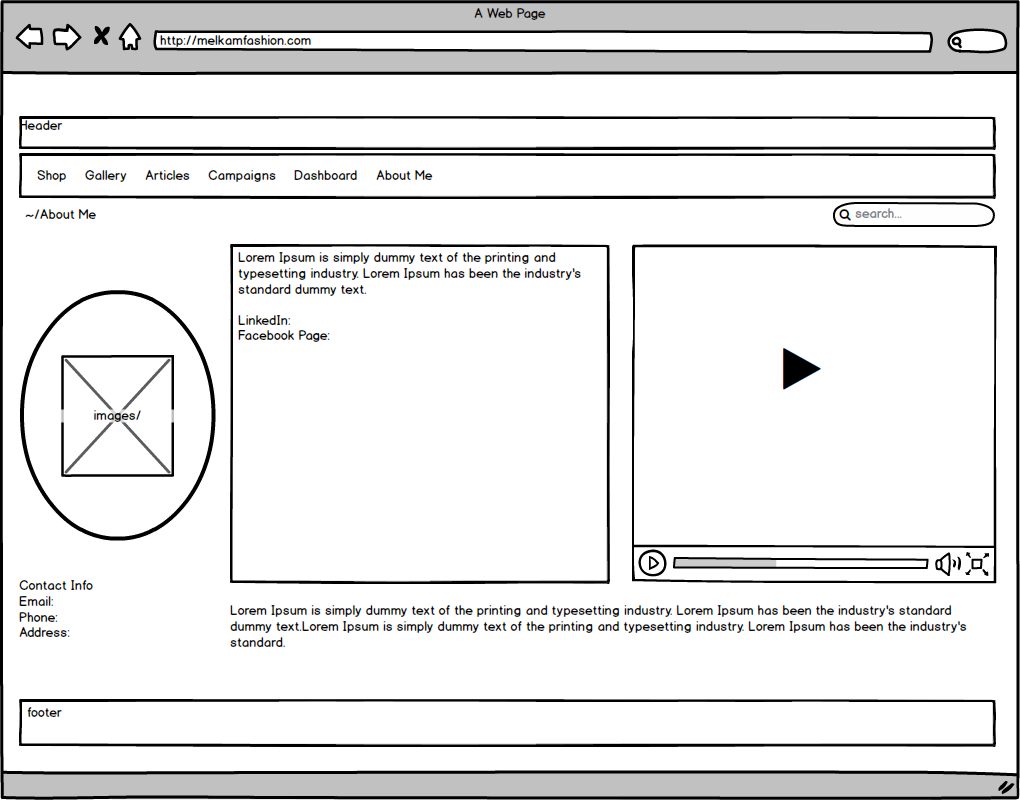 A Web Page
http://melkamfashion.com
Header
Shop Gallery Articles Campaigns Dashboard About Me
~/About Me
search...
Lorem Ipsum is simply dummy text of the printing and
typesetting industry. Lorem Ipsum has been the industry's
standard dummy text.
LinkedIn:
Facebook Page:
images/
Contact Info
Email:
Phone:
Address:
Lorem Ipsum is simply dummy text of the printing and typesetting industry. Lorem Ipsum has been the industry's standard
dummy text.Lorem Ipsum is simply dummy text of the printing and typesetting industry. Lorem Ipsum has been the industry's
standard.
footer